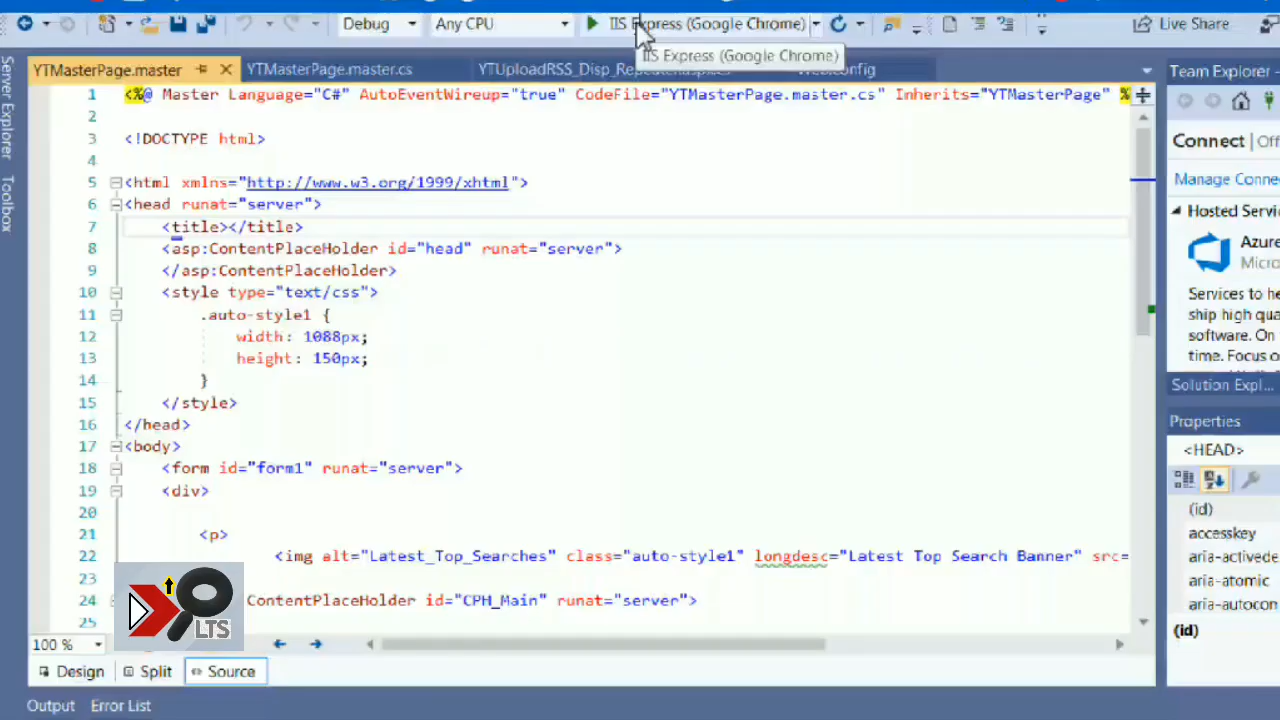 Debug Any CPU IIS Express (Google Chrome) Live Share
IIS Express (Google Chrome)
YTMasterPage.master YTMasterPage.master.cs
Team Explorer -
Server Explorer
Toolbox
1 <%@ Master Language="C#" AutoEventWireup="true" CodeFile="YTMasterPage.master.cs" Inherits="YTMasterPage" %
2
3 <!DOCTYPE html>
4
5 <html xmlns="http://www.w3.org/1999/xhtml">
6 <head runat="server">
7 <title></title>
8 <asp:ContentPlaceHolder id="head" runat="server">
9 </asp:ContentPlaceHolder>
10 <style type="text/css">
11 .auto-style1 {
12 width: 1088px;
13 height: 150px;
14 }
15 </style>
16 </head>
17 <body>
18 <form id="form1" runat="server">
19 <div>
20
21 <p>
22 <img alt="Latest_Top_Searches" class="auto-style1" longdesc="Latest Top Search Banner" src=
23
24 ContentPlaceHolder id="CPH_Main" runat="server">
25
LTS
100 %
Design Split Source
Output Error List
Connect | Off
Manage Conne
Hosted Servi
Azure
Micro
Services to he
ship high qua
software. On
time. Focus o
Solution Expl...
Properties
<HEAD>
(id)
accesskey
aria-activede
aria-atomic
aria-autocon
(id)